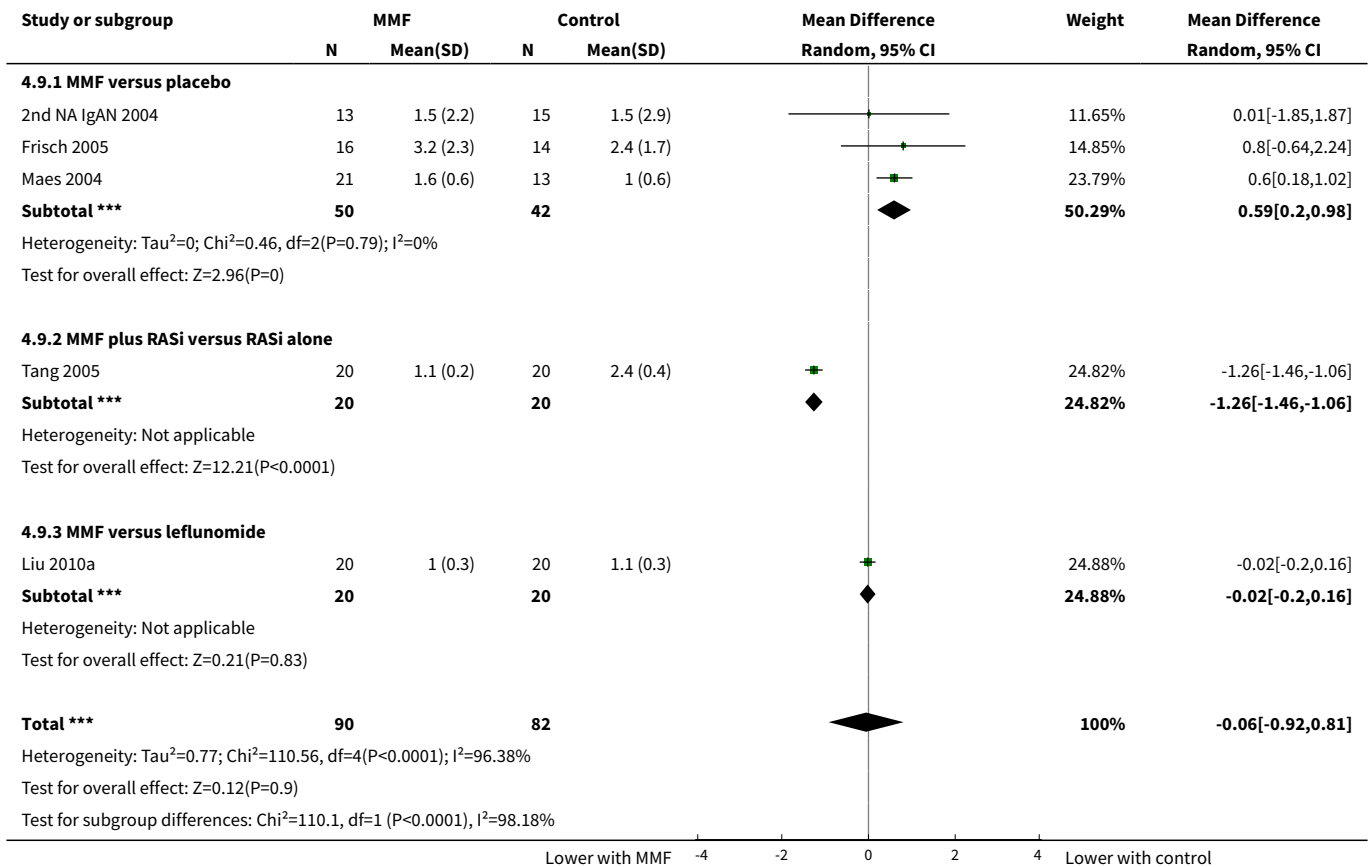 Study or subgroup MMF Control Mean Difference Weight Mean Difference
N Mean(SD) N Mean(SD) Random, 95% CI Random, 95% CI
4.9.1 MMF versus placebo
2nd NA IgAN 2004 13 1.5 (2.2) 15 1.5 (2.9) 11.65% 0.01[-1.85,1.87]
Frisch 2005 16 3.2 (2.3) 14 2.4 (1.7) 14.85% 0.8[-0.64,2.24]
Maes 2004 21 1.6 (0.6) 13 1 (0.6) 23.79% 0.6[0.18,1.02]
Subtotal *** 50 42 50.29% 0.59[0.2,0.98]
Heterogeneity: Tau²=0; Chi²=0.46, df=2(P=0.79); I²=0%
Test for overall effect: Z=2.96(P=0)
4.9.2 MMF plus RASi versus RASi alone
Tang 2005 20 1.1 (0.2) 20 2.4 (0.4) 24.82% -1.26[-1.46,-1.06]
Subtotal *** 20 20 24.82% -1.26[-1.46,-1.06]
Heterogeneity: Not applicable
Test for overall effect: Z=12.21(P<0.0001)
4.9.3 MMF versus leflunomide
Liu 2010a 20 1 (0.3) 20 1.1 (0.3) 24.88% -0.02[-0.2,0.16]
Subtotal *** 20 20 24.88% -0.02[-0.2,0.16]
Heterogeneity: Not applicable
Test for overall effect: Z=0.21(P=0.83)
Total *** 90 82 100% -0.06[-0.92,0.81]
Heterogeneity: Tau²=0.77; Chi²=110.56, df=4(P<0.0001); I²=96.38%
Test for overall effect: Z=0.12(P=0.9)
Test for subgroup differences: Chi²=110.1, df=1 (P<0.0001), I²=98.18%
Lower with MMF -4 -2 0 2 4 Lower with control